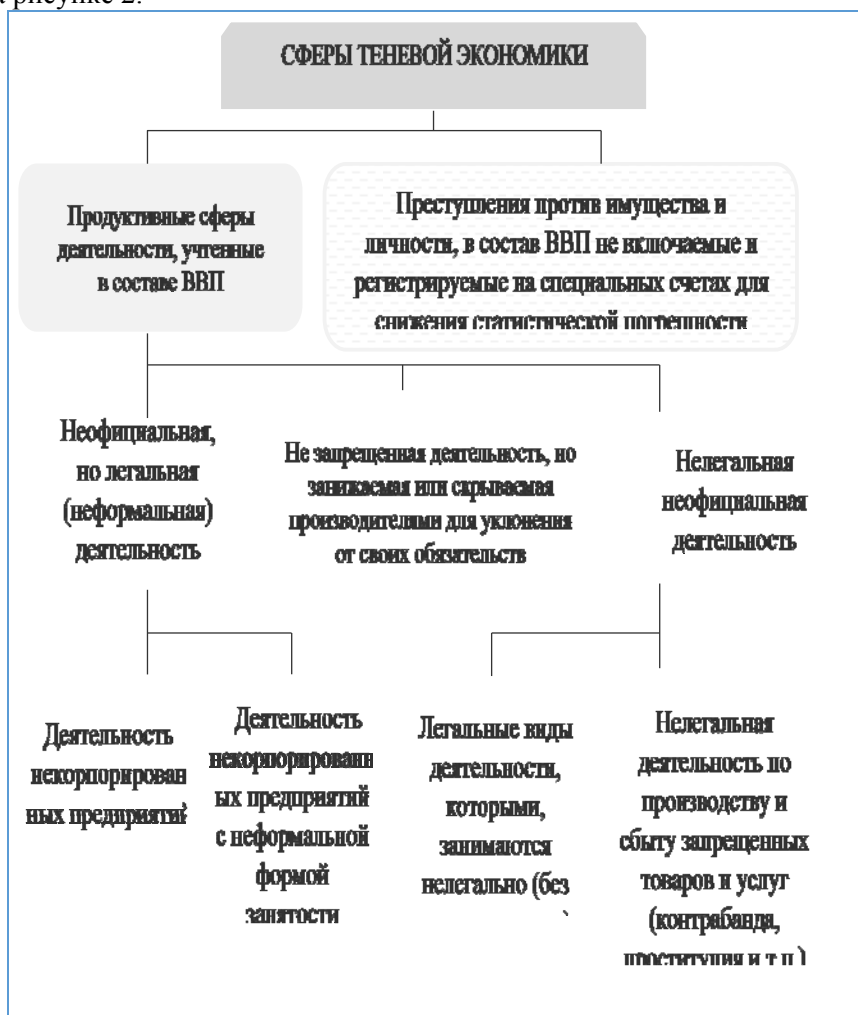 рисунке 2.
СФЕРЫ ТЕНЕВОЙ ЭКОНОМИКИ
Продуктивные сферы
деятельности, учтенные
в составе ВВП
Преступления против имущества и
личности, в состав ВВП не включаемые и
регистрируемые на специальных счетах для
снижения статистической погрешности
Неофициальная,
но легальная
(неформальная)
деятельность
Не запрещенная деятельность, но
занижаемая или скрываемая
производителями для уклонения
от своих обязательств
Нелегальная
неофициальная
деятельность
Деятельность
некорпорирован
ных предприятий
Деятельность
некорпорированн
ых предприятий
с неформальной
формой
занятости
Легальные виды
деятельности,
которыми,
занимаются
нелегально (без
Нелегальная
деятельность по
производству и
сбыту запрещенных
товаров и услуг
(контрабанда,
проституция и т.п.)